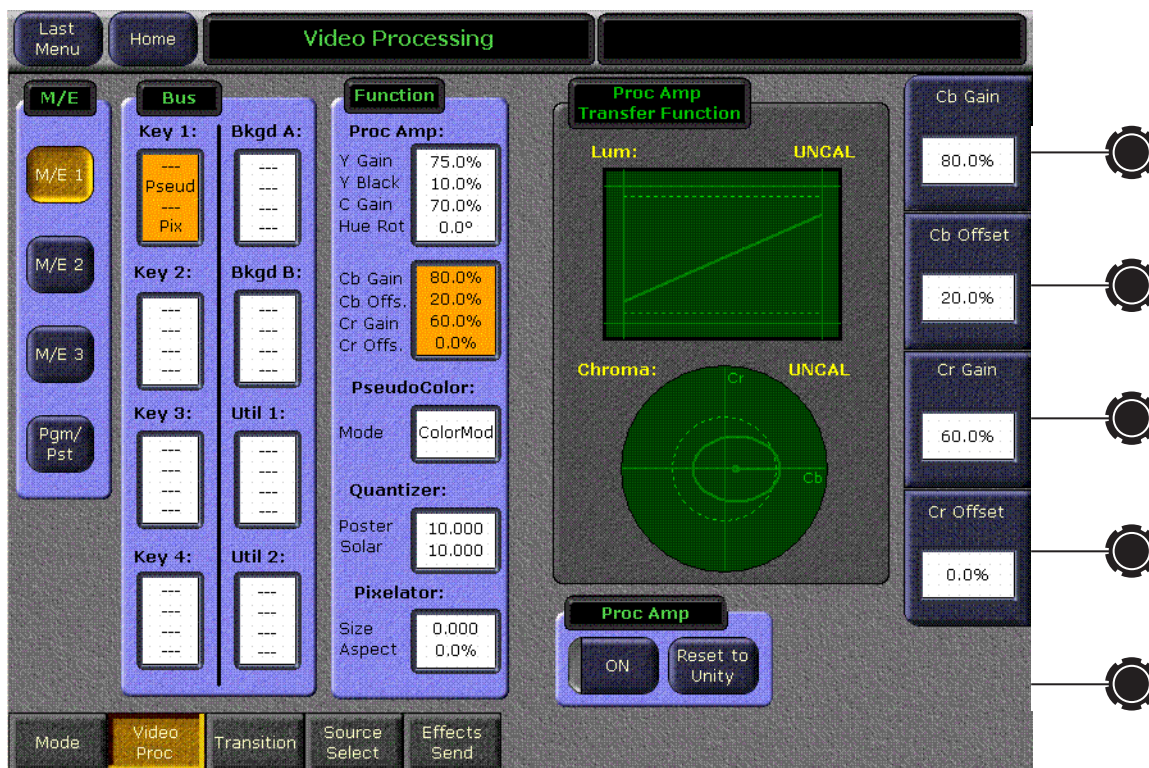 Last
Menu
Home
Video Processing
M/E
M/E 1
M/E 2
M/E 3
Pgm/
Pst
Bus
Key 1:
---
Pseud
---
Pix
Bkgd A:
---
---
---
---
Key 2:
---
---
---
---
Bkgd B:
---
---
---
---
Key 3:
---
---
---
---
Util 1:
---
---
---
---
Key 4:
---
---
---
---
Util 2:
---
---
---
---
Function
Proc Amp:
Y Gain 75.0%
Y Black 10.0%
C Gain 70.0%
Hue Rot 0.0°
Cb Gain 80.0%
Cb Offs. 20.0%
Cr Gain 60.0%
Cr Offs. 0.0%
PseudoColor:
Mode ColorMod
Quantizer:
Poster 10.000
Solar 10.000
Pixelator:
Size 0.000
Aspect 0.0%
Proc Amp
Transfer Function
Lum: UNCAL
Chroma: UNCAL
Cr
Cb
Proc Amp
ON
Reset to
Unity
Cb Gain
80.0%
Cb Offset
20.0%
Cr Gain
60.0%
Cr Offset
0.0%
Mode
Video
Proc
Transition
Source
Select
Effects
Send